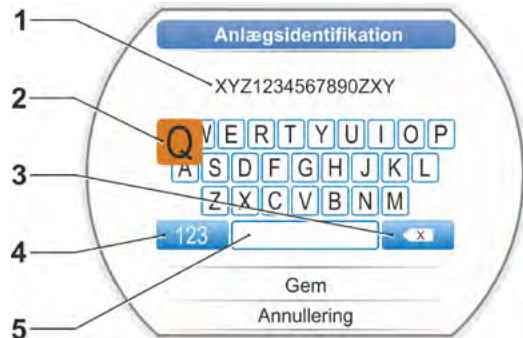 Anlægsidentifikation
1
XYZ1234567890ZXY
2
Q W E R T Y U I O P
3
A S D F G H J K L
Z X C V B N M
4
123
x
5
Gem
Annullering